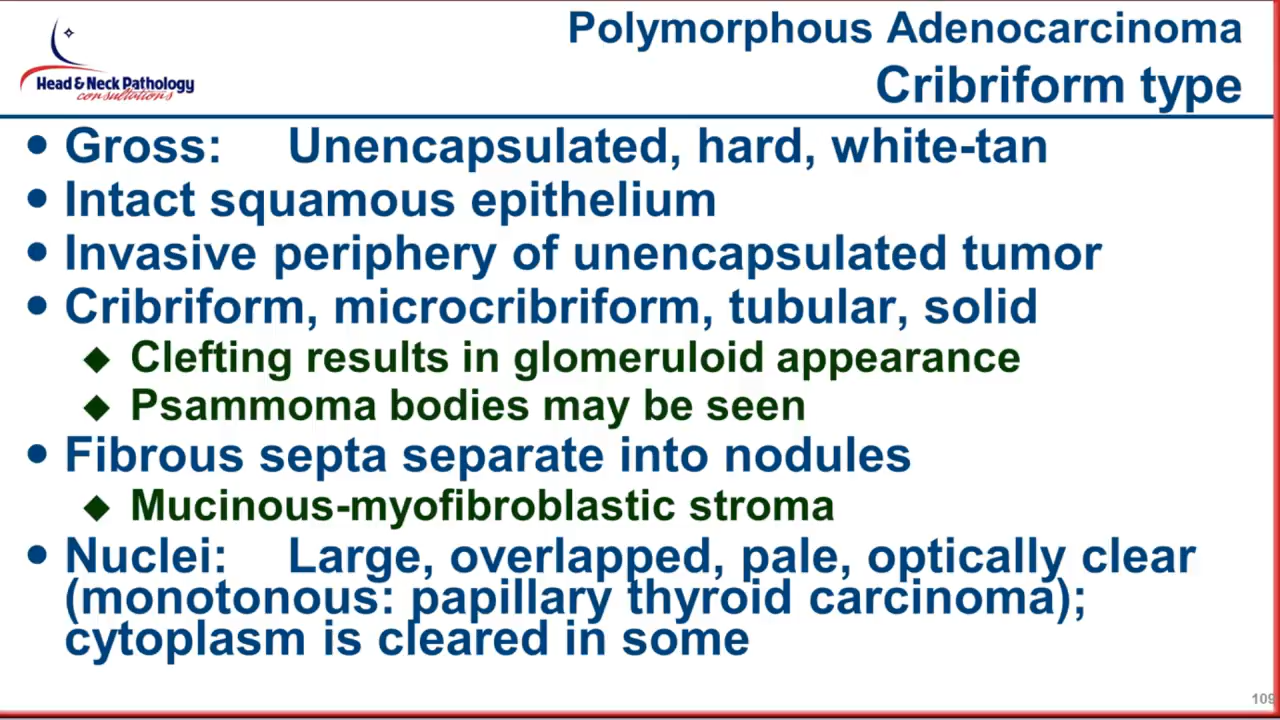 Polymorphous Adenocarcinoma
Cribriform type
Head & Neck Pathology
consultations
• Gross: Unencapsulated, hard, white-tan
• Intact squamous epithelium
• Invasive periphery of unencapsulated tumor
• Cribriform, microcribriform, tubular, solid
◆ Clefting results in glomeruloid appearance
◆ Psammoma bodies may be seen
• Fibrous septa separate into nodules
◆ Mucinous-myofibroblastic stroma
• Nuclei: Large, overlapped, pale, optically clear
(monotonous: papillary thyroid carcinoma);
cytoplasm is cleared in some
109